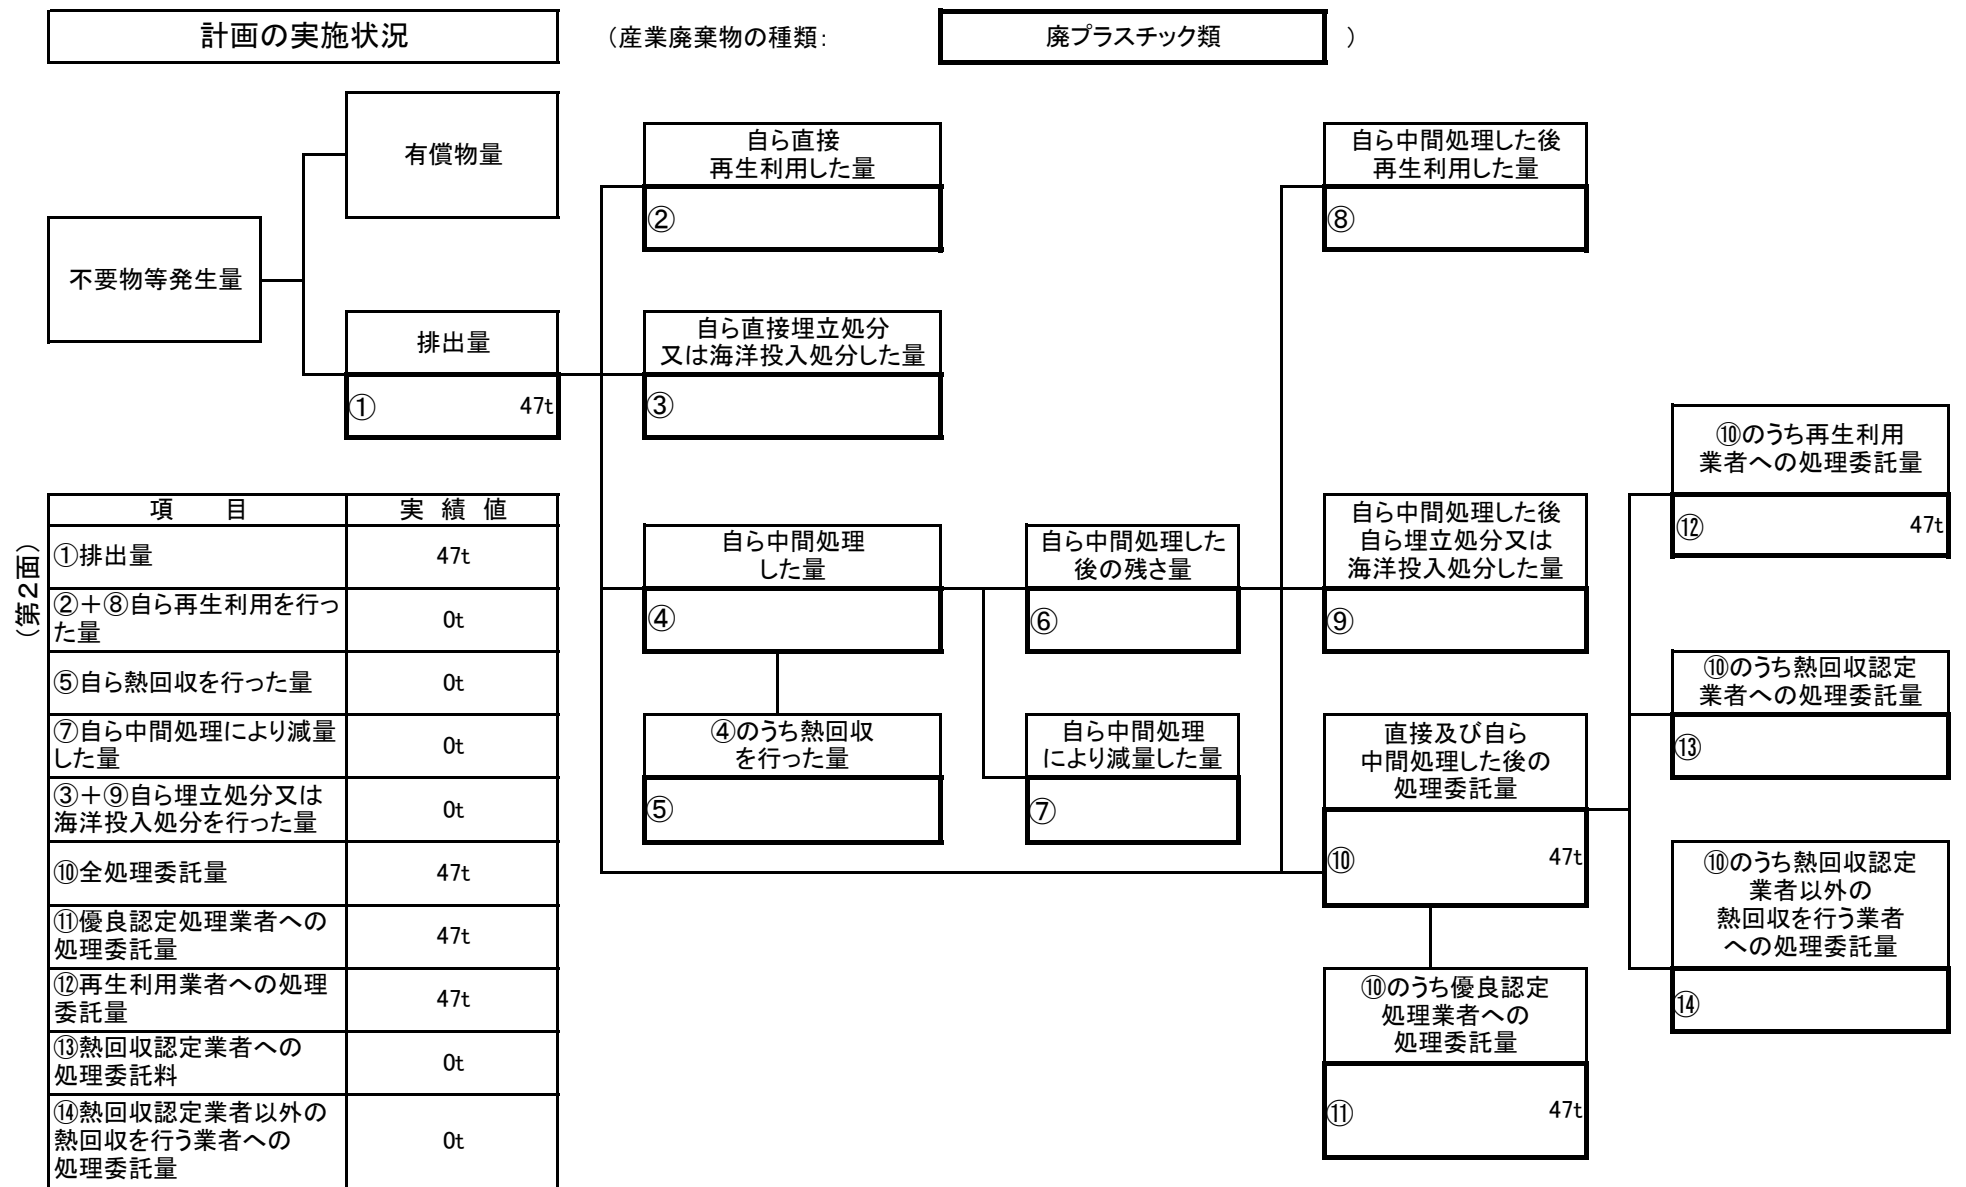 計画の実施状況
（産業廃棄物の種類： 廃プラスチック類 ）
有償物量
不要物等発生量
排出量
① 47t
自ら直接
再生利用した量
②
自ら直接埋立処分
又は海洋投入処分した量
③
自ら中間処理した後
再生利用した量
⑧
自ら中間処理
した量
④
④のうち熱回収
を行った量
⑤
自ら中間処理した
後の残さ量
⑥
自ら中間処理
により減量した量
⑦
自ら中間処理した後
自ら埋立処分又は
海洋投入処分した量
⑨
直接及び自ら
中間処理した後の
処理委託量
⑩ 47t
⑩のうち優良認定
処理業者への
処理委託量
⑪ 47t
⑩のうち再生利用
業者への処理委託量
⑫ 47t
⑩のうち熱回収認定
業者への処理委託量
⑬
⑩のうち熱回収認定
業者以外の
熱回収を行う業者
への処理委託量
⑭
（第２面）
項　目 実 績 値
①排出量 47t
②＋⑧自ら再生利用を行っ
た量 0t
⑤自ら熱回収を行った量 0t
⑦自ら中間処理により減量
した量 0t
③＋⑨自ら埋立処分又は
海洋投入処分を行った量 0t
⑩全処理委託量 47t
⑪優良認定処理業者への
処理委託量 47t
⑫再生利用業者への処理
委託量 47t
⑬熱回収認定業者への
処理委託料 0t
⑭熱回収認定業者以外の
熱回収を行う業者への
処理委託量 0t